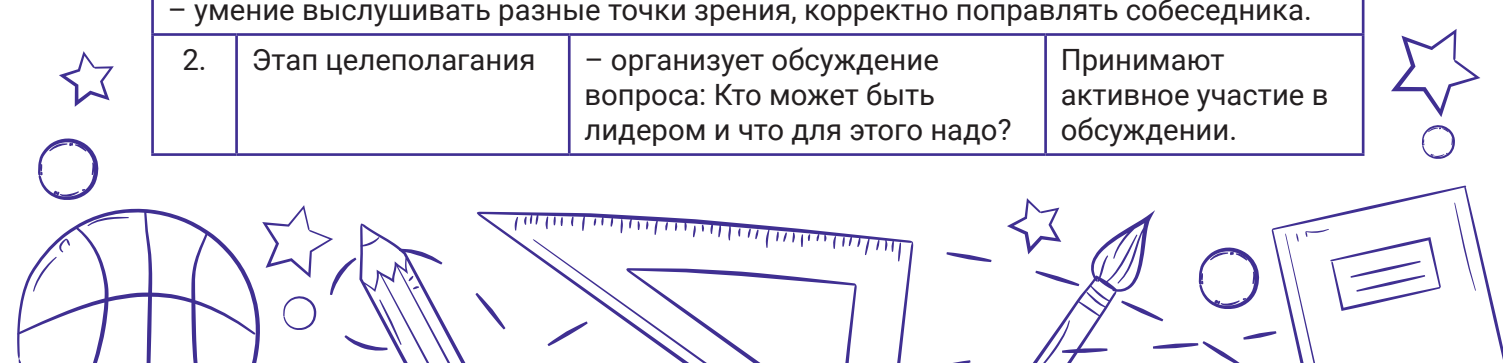 – умение выслушивать разные точки зрения, корректно поправлять собеседника.
2. Этап целеполагания – организует обсуждение Принимают
вопроса: Кто может быть активное участие в
лидером и что для этого надо? обсуждении.